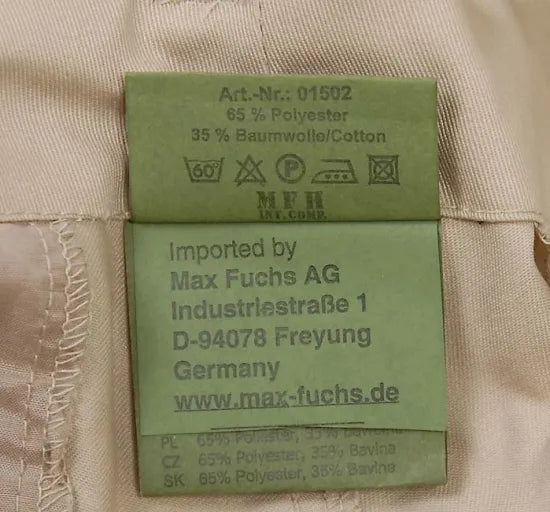 Art.-Nr.: 01502
65 % Polyester
35 % Baumwolle/Cotton
60°
P
MFH
INT. COMP.
Imported by
Max Fuchs AG
Industriestraße 1
D-94078 Freyung
Germany
www.max-fuchs.de
PL 65% Poliester, 35%
CZ 65% Polyester, 35% Bavlna
SK 65% Polyester, 35% Bavlna